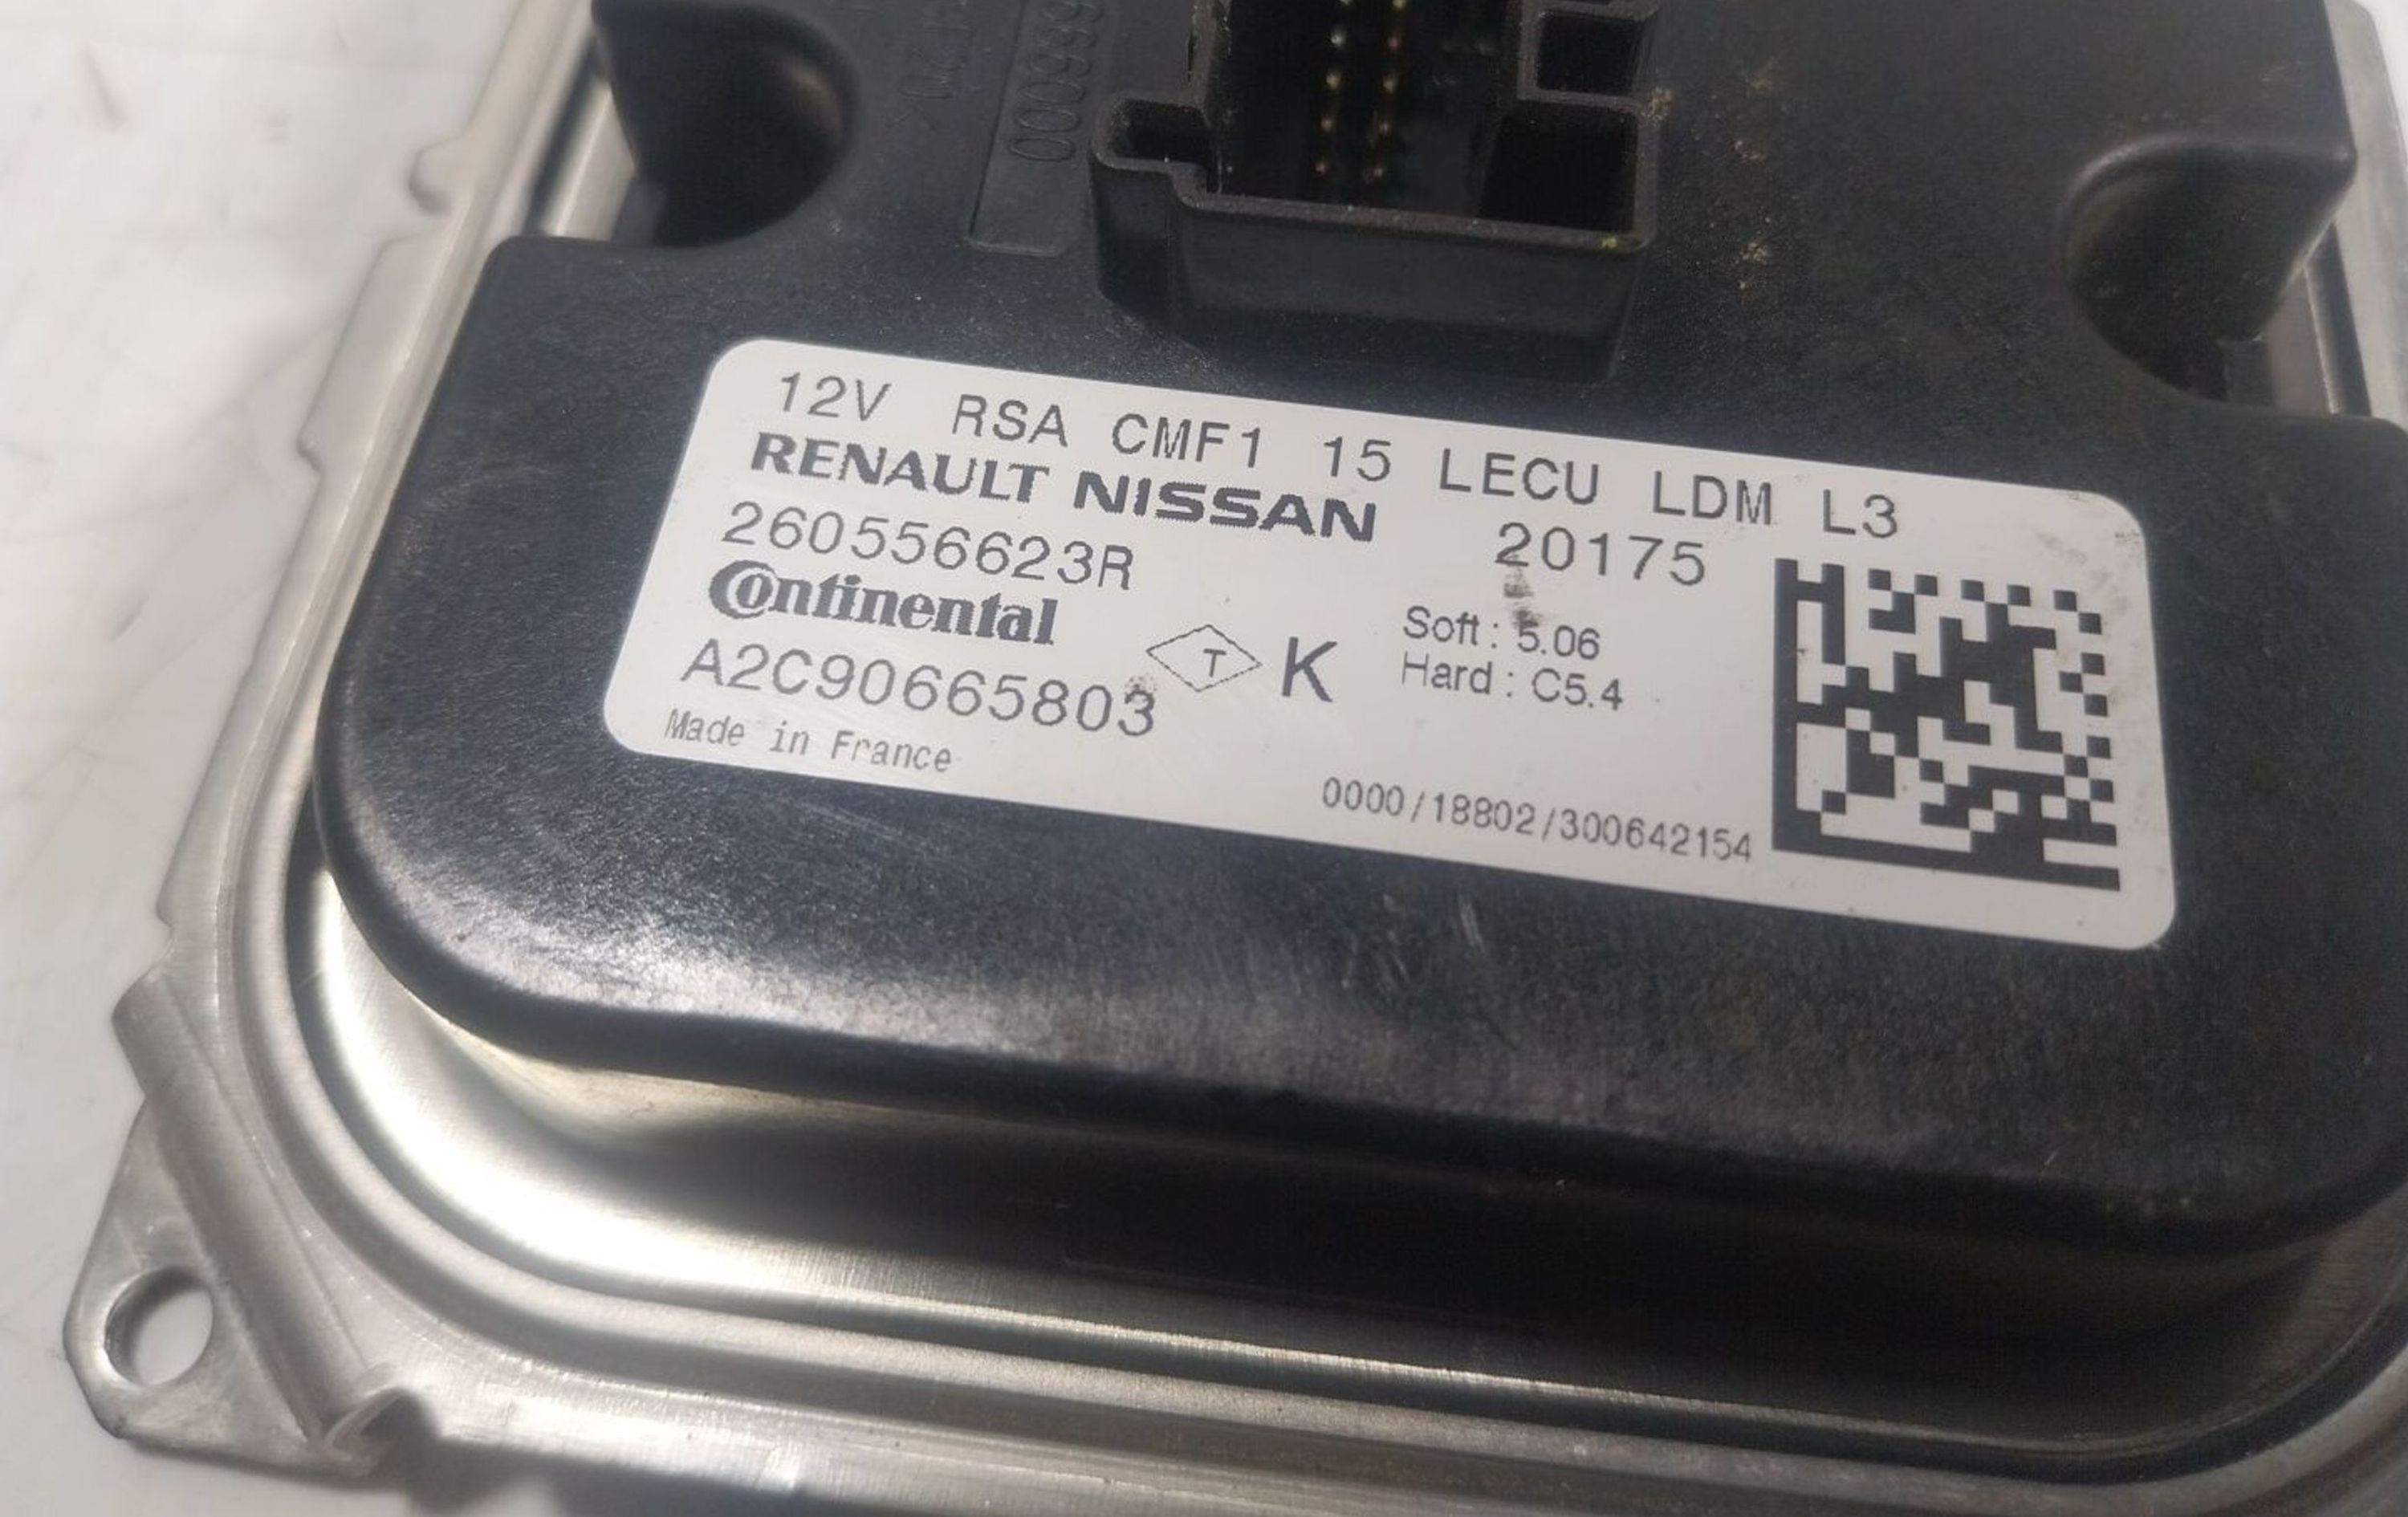 12V RSA CMF1 15 LECU LDM L3
RENAULT NISSAN 20175
260556623R
Continental
T K Soft : 5.06
A2C90665803 Hard : C5.4
Made in France
0000/18802/300642154